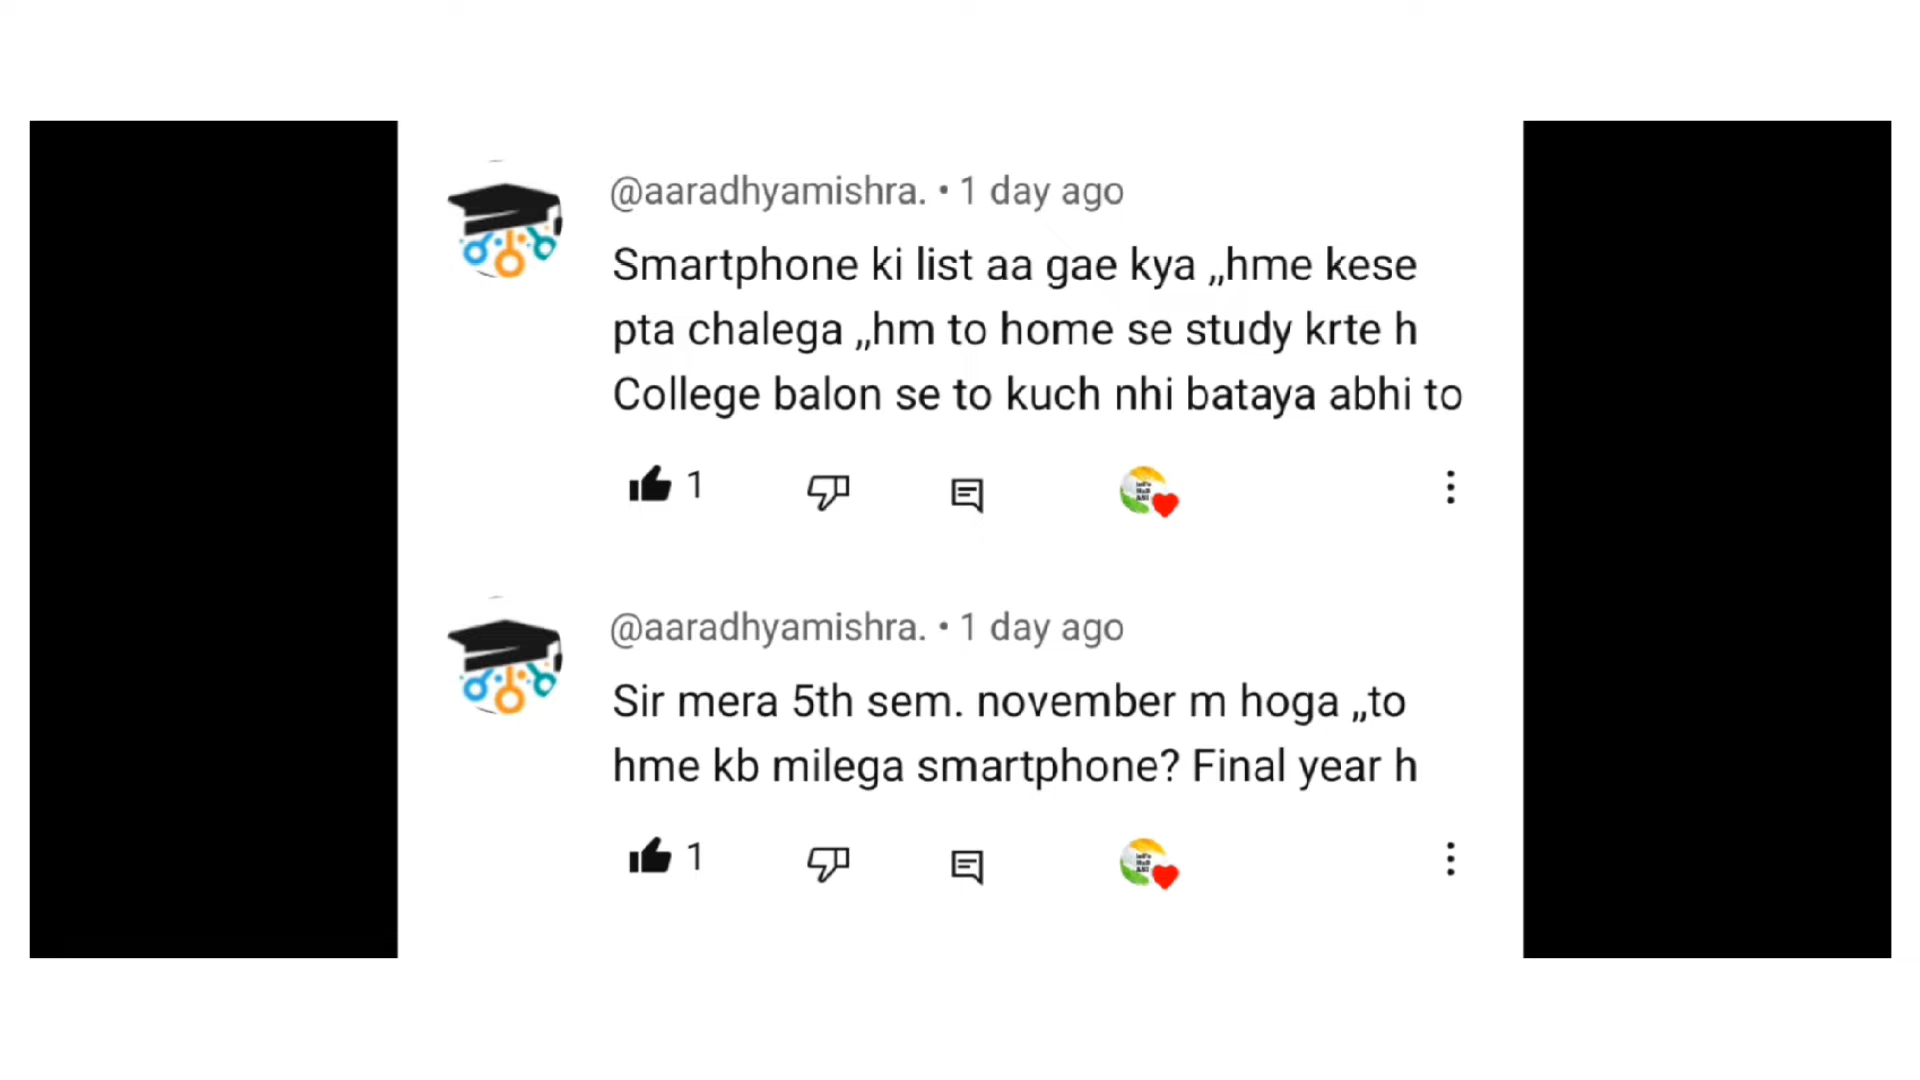 @aaradhyamishra. • 1 day ago
Smartphone ki list aa gae kya ,,hme kese
pta chalega ,,hm to home se study krte h
College balon se to kuch nhi bataya abhi to
1
@aaradhyamishra. • 1 day ago
Sir mera 5th sem. november m hoga ,,to
hme kb milega smartphone? Final year h
1